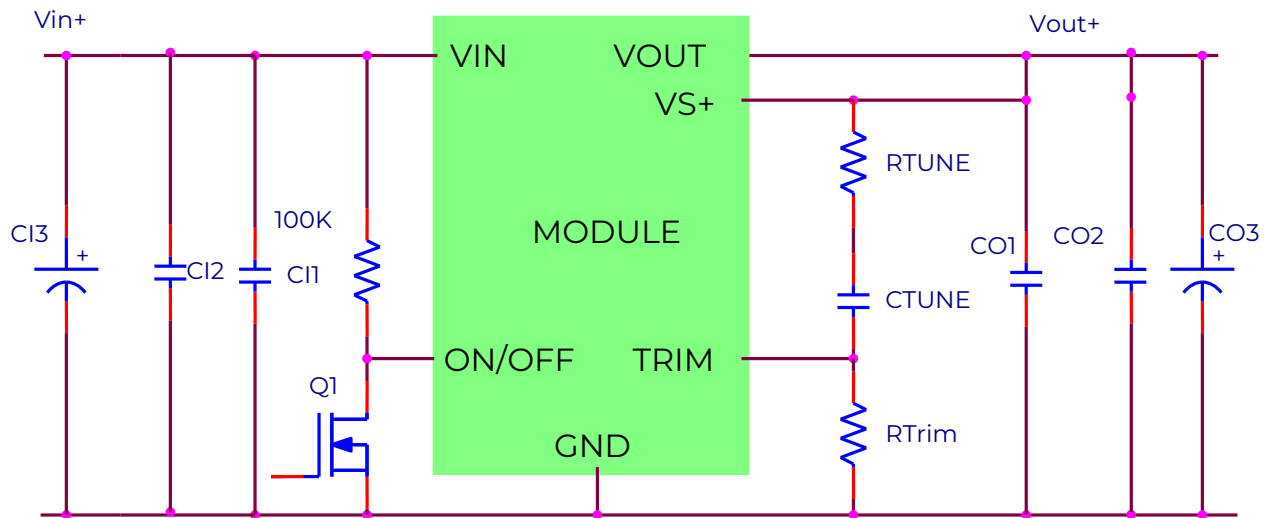 Vin+
Vout+
VIN
VOUT
VS+
RTUNE
100K
CI3
+
CI2
CI1
MODULE
CO1
CO2
CO3
+
CTUNE
ON/OFF
TRIM
Q1
GND
RTrim